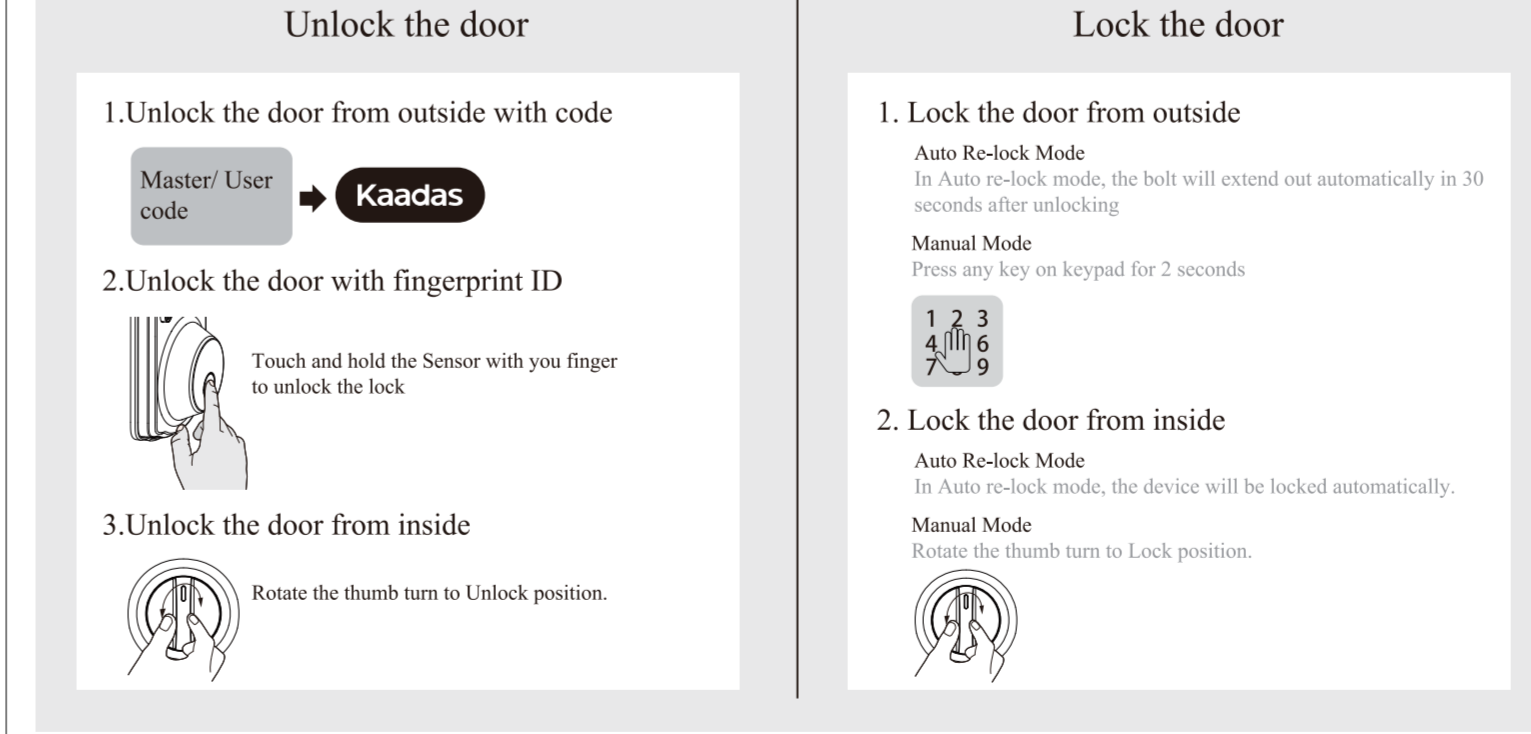 Unlock the door
1.Unlock the door from outside with code
Master/ User
code
Kaadas
2.Unlock the door with fingerprint ID
Touch and hold the Sensor with you finger
to unlock the lock
3.Unlock the door from inside
Rotate the thumb turn to Unlock position.
Lock the door
1. Lock the door from outside
Auto Re-lock Mode
In Auto re-lock mode, the bolt will extend out automatically in 30
seconds after unlocking
Manual Mode
Press any key on keypad for 2 seconds
1 2 3
4 6
7 9
2. Lock the door from inside
Auto Re-lock Mode
In Auto re-lock mode, the device will be locked automatically.
Manual Mode
Rotate the thumb turn to Lock position.